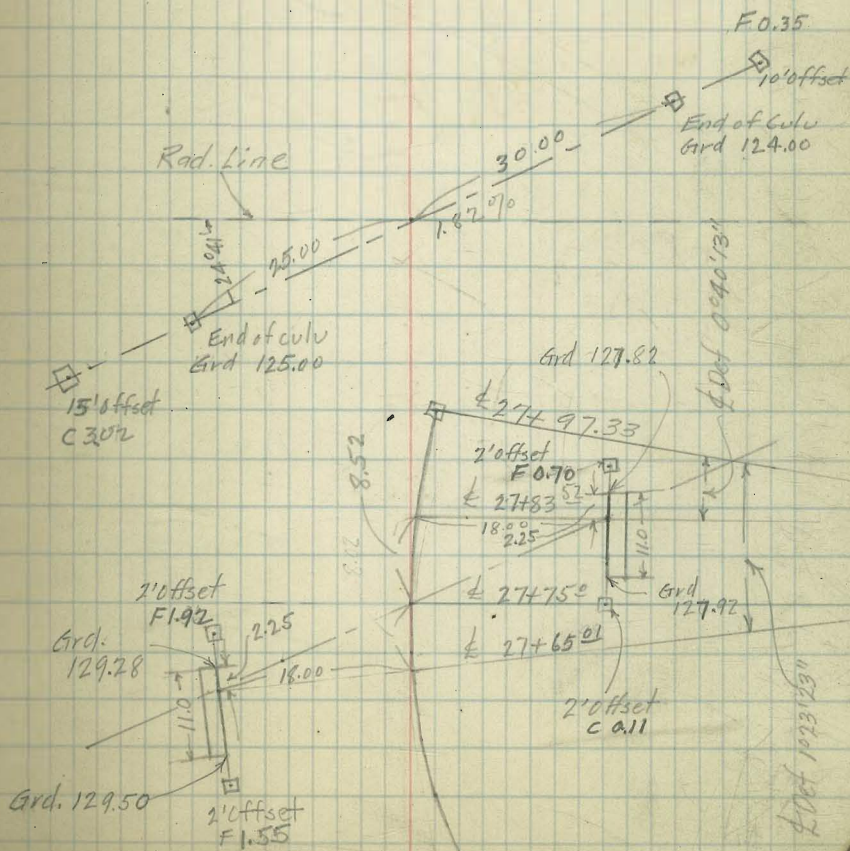 F 0.35
10' Offset
End of Culv
Grd 124.00
30.00
Rad. Line
1.82 %
25.00
End of culv
Grd 125.00
15' Offset
C 3.02
Grd 127.82
℄ Def 0°40'13"
℄ 27+97.33
2' Offset
F 0.70
8.52
℄ 27+83 52
18.00
2.25
11.0
℄ 27+75 0
Grd
127.92
2' Offset
F 1.92
2.25
℄ 27+65 01
Grd.
129.28
18.00
11.0
2' Offset
C 0.11
℄ Def 1°23'23"
Grd. 129.50
2' Offset
F 1.55